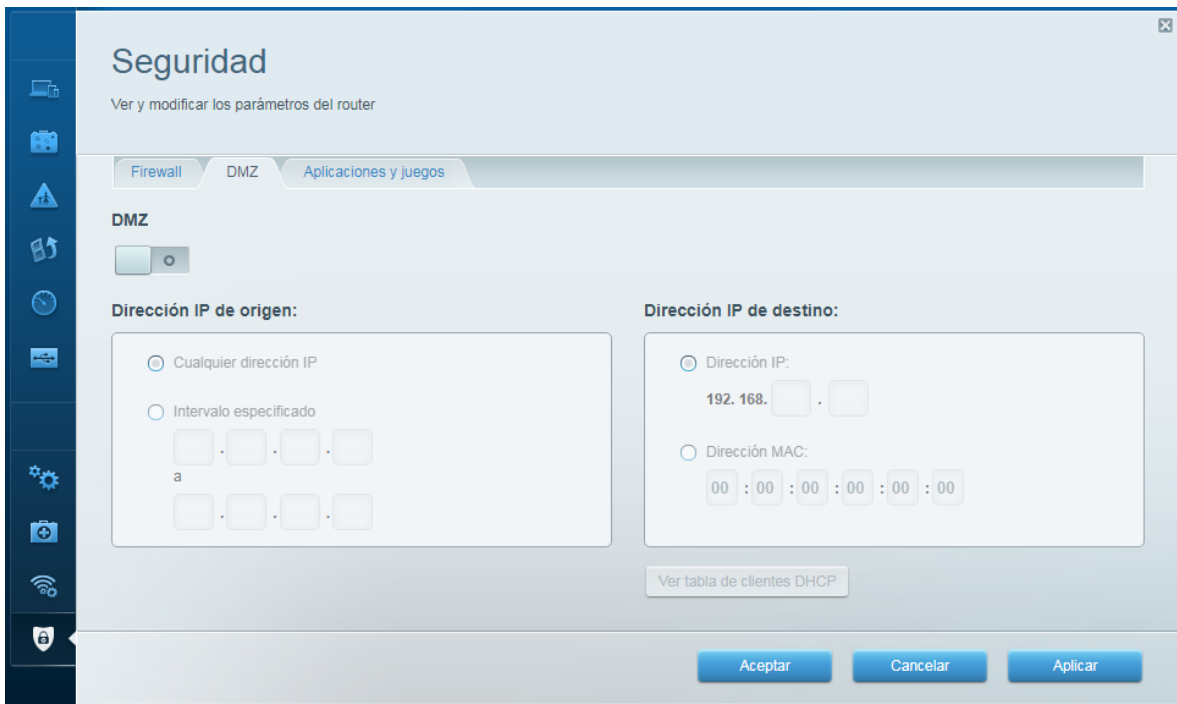 Seguridad
Ver y modificar los parámetros del router
Firewall DMZ Aplicaciones y juegos
DMZ
Dirección IP de origen:
Cualquier dirección IP
Intervalo especificado
. . .
a
. . .
Dirección IP de destino:
Dirección IP:
192. 168. .
Dirección MAC:
00 : 00 : 00 : 00 : 00 : 00
Ver tabla de clientes DHCP
Aceptar Cancelar Aplicar